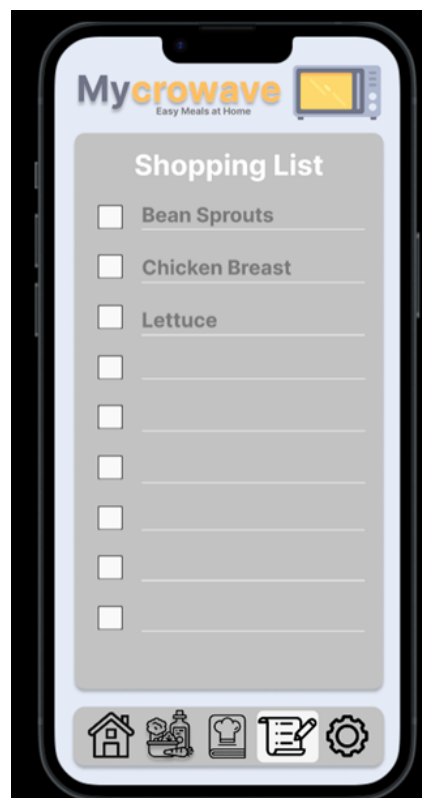 Mycrowave
Easy Meals at Home
Shopping List
Bean Sprouts
Chicken Breast
Lettuce